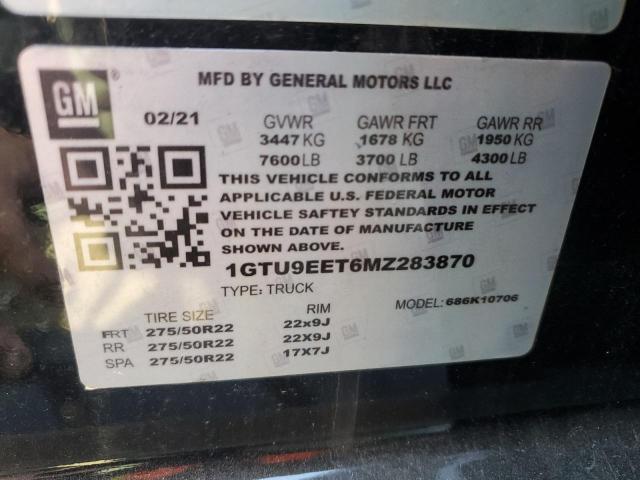 GM ®
MFD BY GENERAL MOTORS LLC
02/21 GVWR GAWR FRT GAWR RR
3447 KG 1678 KG 1950 KG
7600 LB 3700 LB 4300 LB
THIS VEHICLE CONFORMS TO ALL
APPLICABLE U.S. FEDERAL MOTOR
VEHICLE SAFTEY STANDARDS IN EFFECT
ON THE DATE OF MANUFACTURE
SHOWN ABOVE.
1GTU9EET6MZ283870
TYPE: TRUCK MODEL: 686K10706
TIRE SIZE RIM
FRT 275/50R22 22x9J
RR 275/50R22 22X9J
SPA 275/50R22 17X7J